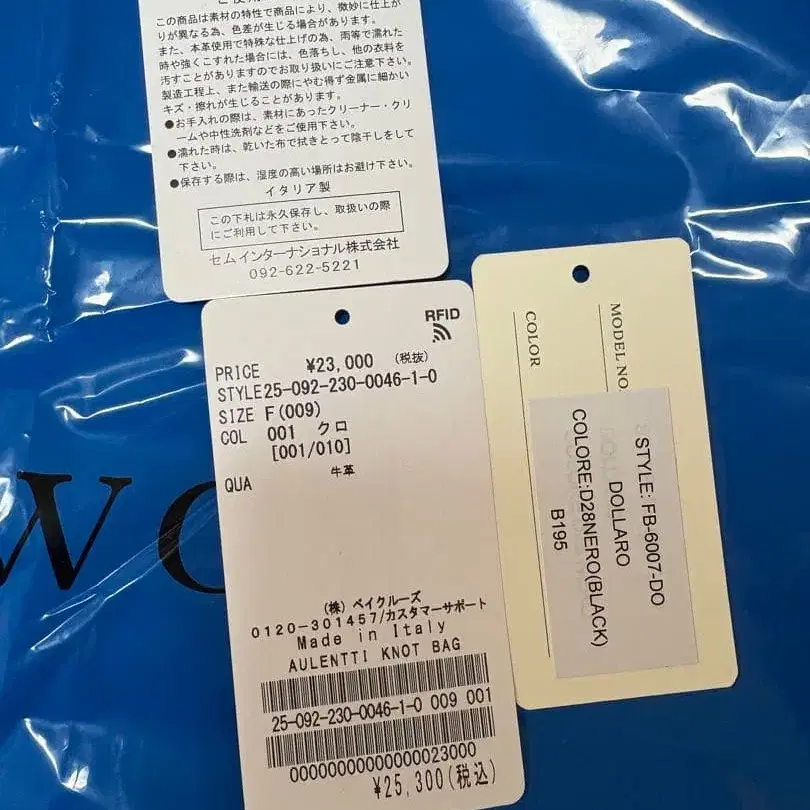 この商品は素材の特性で商品により、微妙に仕上が
りが異なる為、色差が生じる場合があります。
また、本革使用で特殊な仕上げの為、雨等で濡れた
時や強くこすれた場合には、色落ちし、他の衣料を
汚すことがありますのでお取り扱いにご注意下さい。
製造工程上、また輸送の際にやむ得ず金属に細かい
キズ・擦れが生じることがあります。
●お手入れの際は、素材にあったクリーナー・クリ
ームや中性洗剤などをご使用下さい。
●濡れた時は、乾いた布で拭きとって陰干しをして
下さい。
●保存する際は、湿度の高い場所はお避け下さい。
イタリア製
この下札は永久保存し、取扱いの際
にご利用して下さい。
セムインターナショナル株式会社
092-622-5221
RFID
PRICE ¥23,000 (税抜)
STYLE25-092-230-0046-1-0
SIZE F(009)
COL 001 クロ
[001/010]
QUA 牛革
(株)ベイクルーズ
0120-301457/カスタマーサポート
Made in Italy
AULENTTI KNOT BAG
25-092-230-0046-1-0 009 001
00000000000000023000
¥25,300(税込)
MODEL NO.
COLOR
STYLE: FB-6007-DO
DOLLARO
COLORE:D28NERO(BLACK)
B195
WO